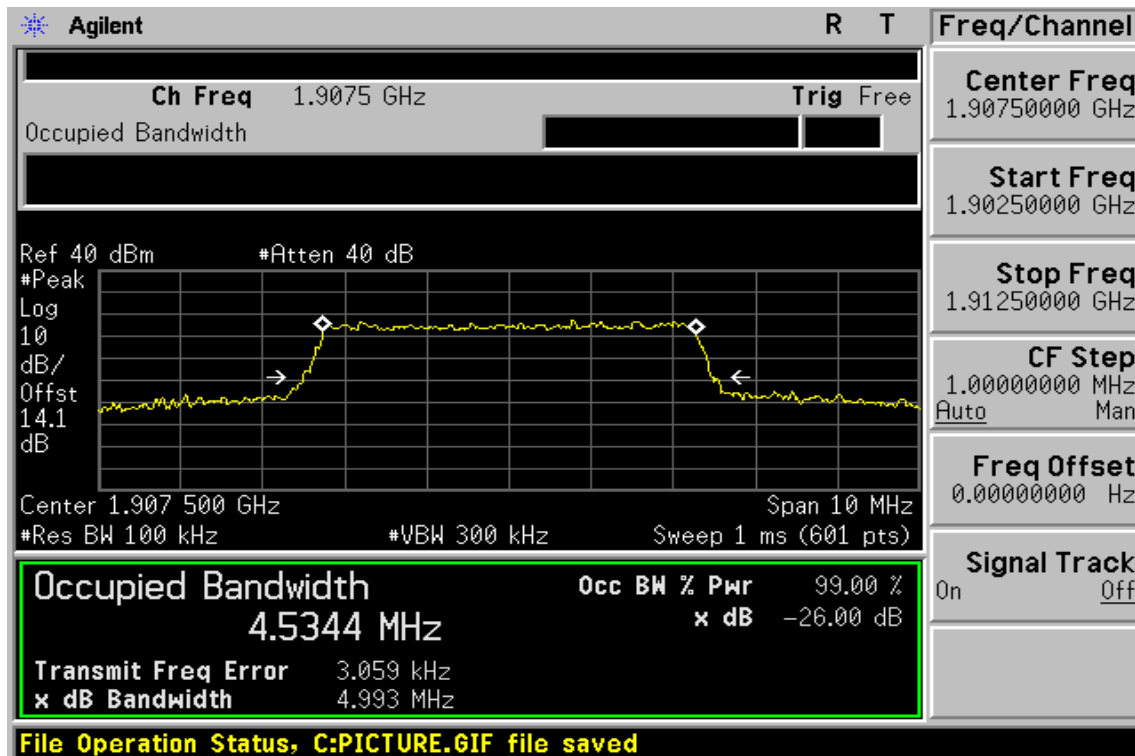 Agilent R T
Freq/Channel
Ch Freq 1.9075 GHz Trig Free
Occupied Bandwidth
Center Freq
1.90750000 GHz
Start Freq
1.90250000 GHz
Stop Freq
1.91250000 GHz
CF Step
1.00000000 MHz
Auto Man
Freq Offset
0.00000000 Hz
Signal Track
On Off
Ref 40 dBm #Atten 40 dB
#Peak
Log
10
dB/
Offst
14.1
dB
Center 1.907 500 GHz Span 10 MHz
#Res BW 100 kHz #VBW 300 kHz Sweep 1 ms (601 pts)
Occupied Bandwidth
4.5344 MHz
Occ BW % Pwr 99.00 %
x dB -26.00 dB
Transmit Freq Error 3.059 kHz
x dB Bandwidth 4.993 MHz
File Operation Status, C:PICTURE.GIF file saved